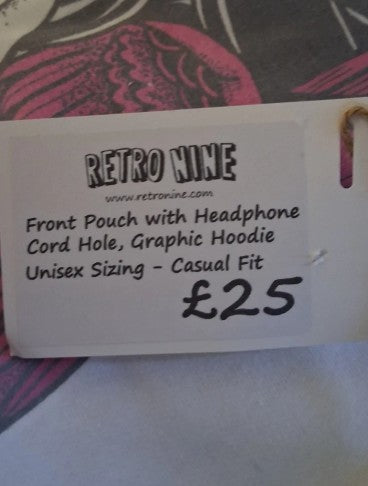 RETRO NINE
www.retronine.com
Front Pouch with Headphone
Cord Hole, Graphic Hoodie
Unisex Sizing - Casual Fit
£25